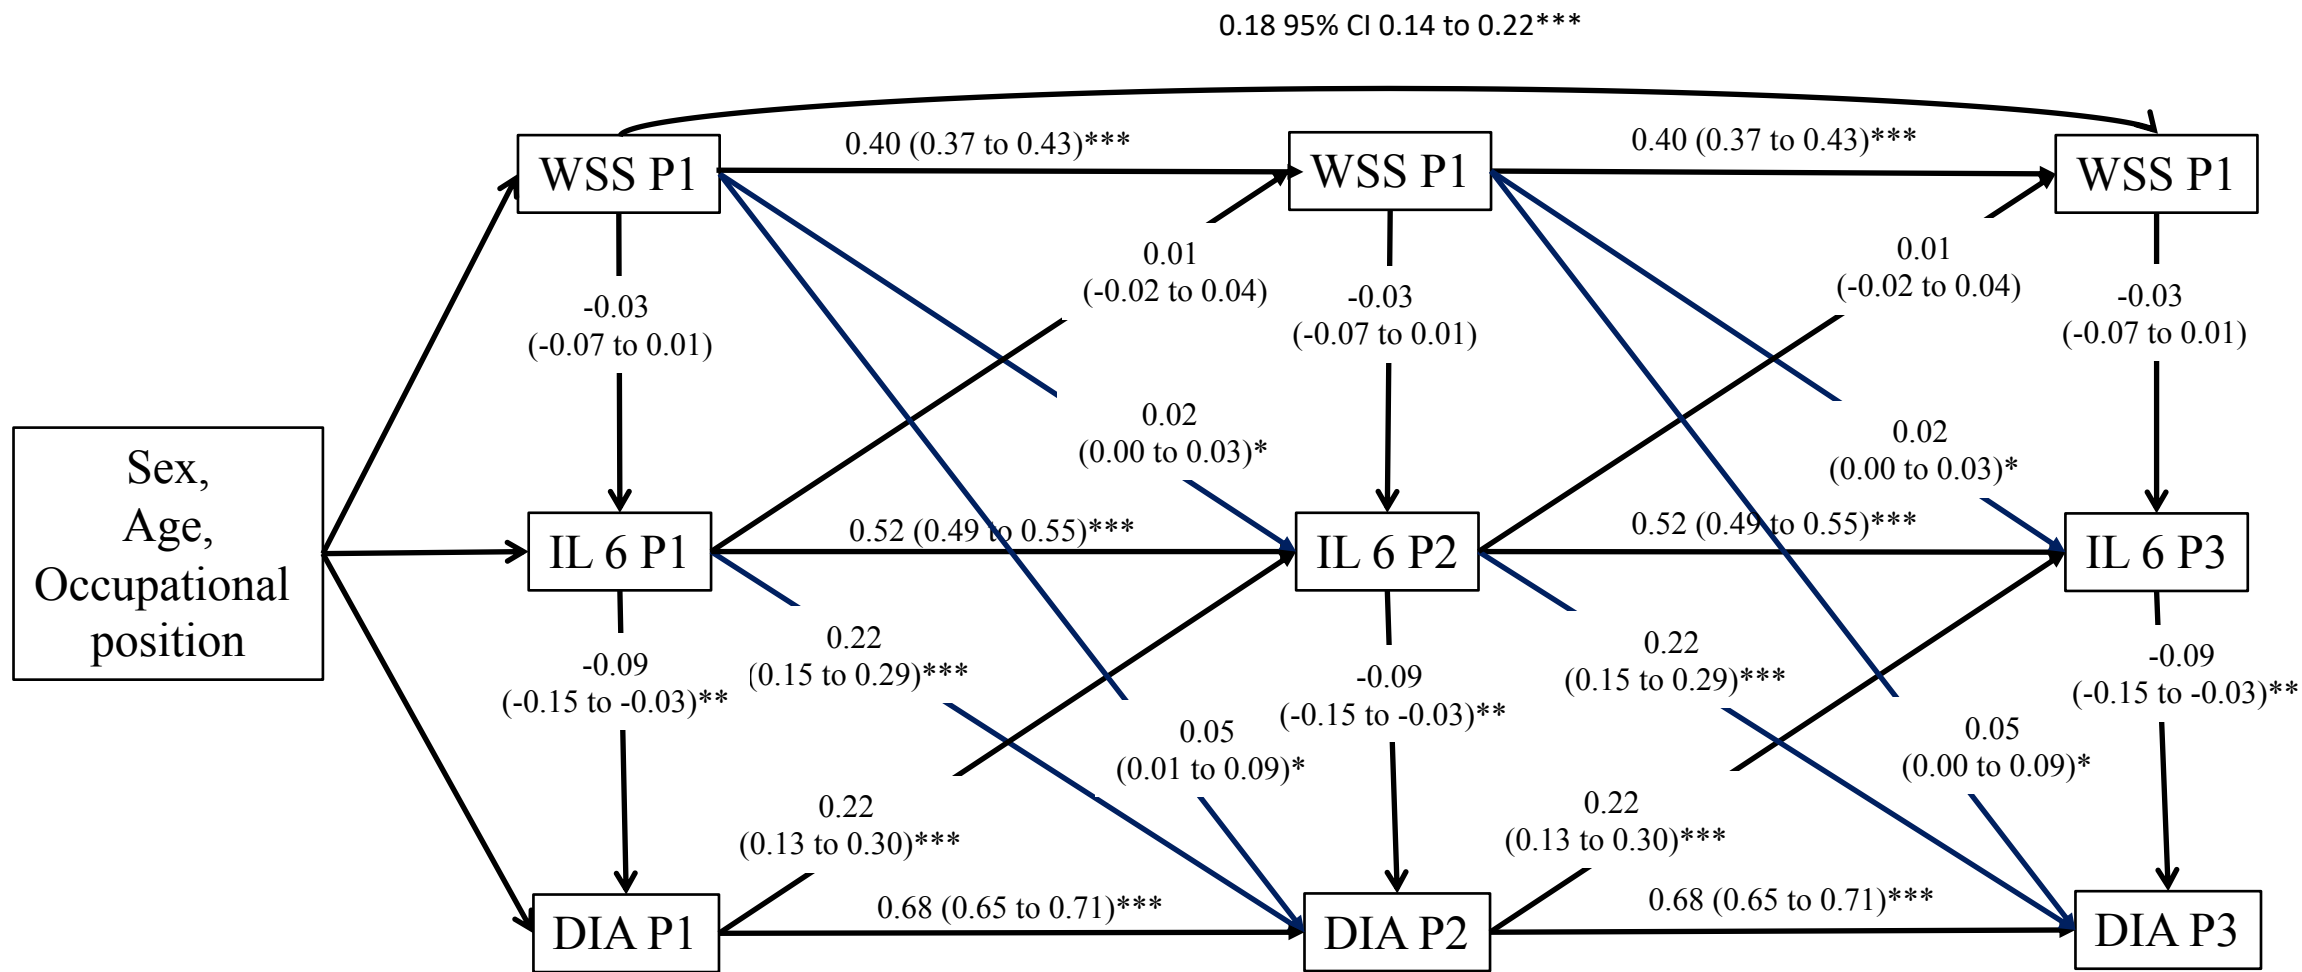 0.18 95% CI 0.14 to 0.22***
0.40 (0.37 to 0.43)***
0.40 (0.37 to 0.43)***
WSS P1
WSS P1
WSS P1
0.01
(-0.02 to 0.04)
0.01
(-0.02 to 0.04)
-0.03
(-0.07 to 0.01)
-0.03
(-0.07 to 0.01)
-0.03
(-0.07 to 0.01)
0.02
(0.00 to 0.03)*
0.02
(0.00 to 0.03)*
Sex,
Age,
Occupational
position
0.52 (0.49 to 0.55)***
0.52 (0.49 to 0.55)***
IL 6 P1
IL 6 P2
IL 6 P3
0.22
(0.15 to 0.29)***
0.22
(0.15 to 0.29)***
-0.09
(-0.15 to -0.03)**
-0.09
(-0.15 to -0.03)**
-0.09
(-0.15 to -0.03)**
0.05
(0.01 to 0.09)*
0.05
(0.00 to 0.09)*
0.22
(0.13 to 0.30)***
0.22
(0.13 to 0.30)***
0.68 (0.65 to 0.71)***
0.68 (0.65 to 0.71)***
DIA P1
DIA P2
DIA P3